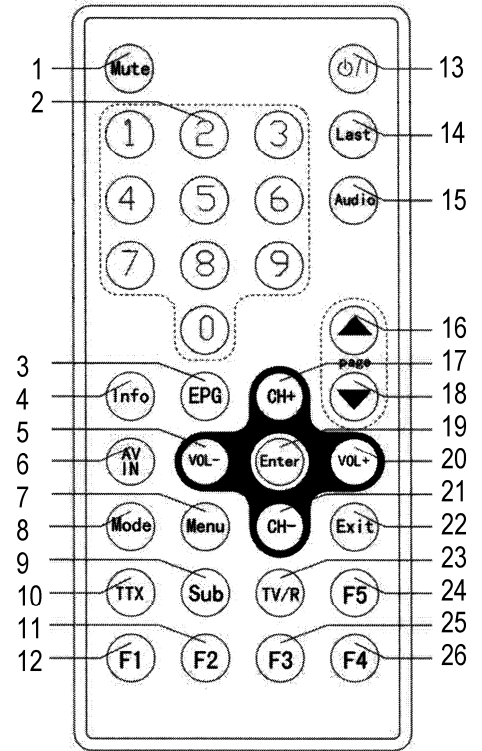 1 Mute ⏻/I 13
2
1 2 3 Last 14
4 5 6 Audio 15
7 8 9
0 ▲ 16
page 17
3
4 Info EPG CH+ ▼ 18
5 19
6 AV IN VOL- Enter VOL+ 20
7 21
8 Mode Menu CH- Exit 22
9 23
10 TTX Sub TV/R F5 24
11 25
12 F1 F2 F3 F4 26